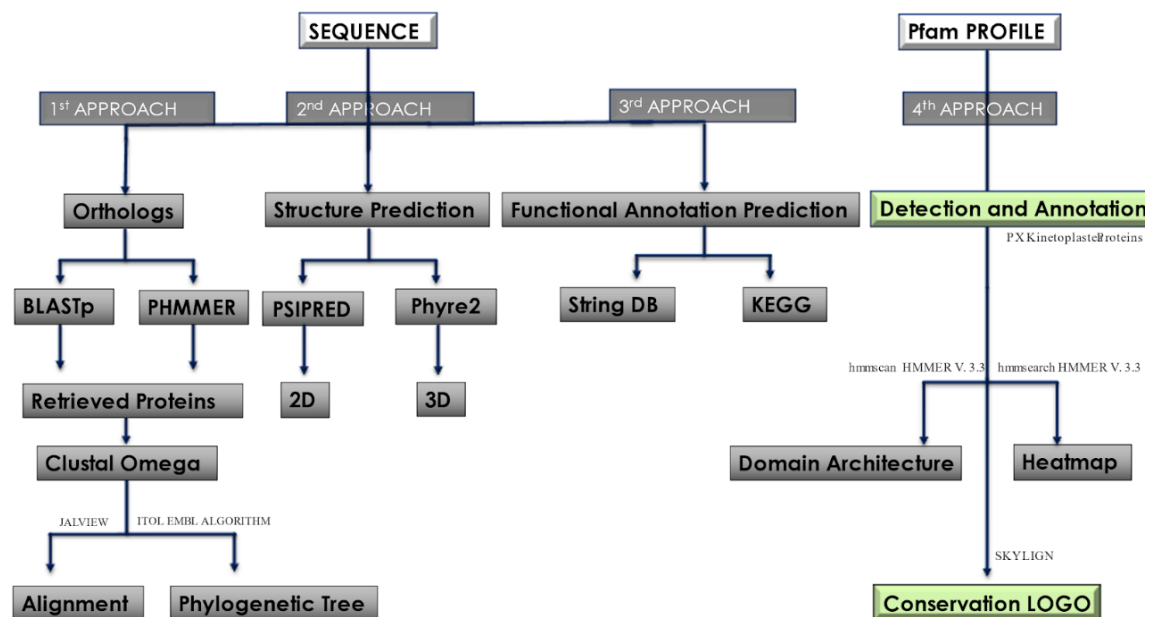 SEQUENCE
Pfam PROFILE
1st APPROACH
2nd APPROACH
3rd APPROACH
4th APPROACH
Orthologs
Structure Prediction
Functional Annotation Prediction
Detection and Annotation
PX Kinetoplastid Proteins
BLASTp
PHMMER
PSIPRED
Phyre2
String DB
KEGG
hmmscan HMMER V. 3.3
hmmsearch HMMER V. 3.3
Retrieved Proteins
2D
3D
Clustal Omega
Domain Architecture
Heatmap
JALVIEW
ITOL EMBL ALGORITHM
SKYLIGN
Alignment
Phylogenetic Tree
Conservation LOGO